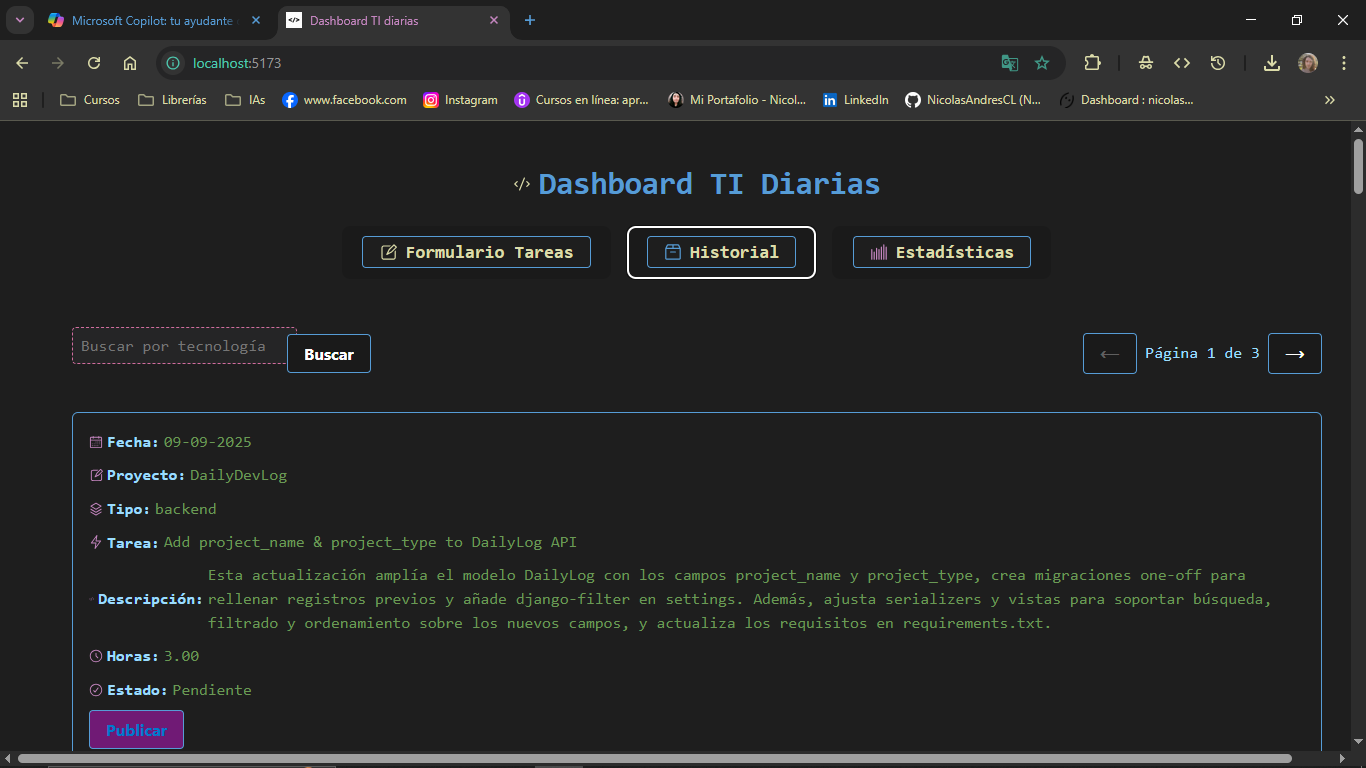 Microsoft Copilot: tu ayudante
Dashboard TI diarias
localhost:5173
Cursos
Librerías
IAs
www.facebook.com
Instagram
Cursos en línea: apr...
Mi Portafolio - Nicol...
LinkedIn
NicolasAndresCL (N...
Dashboard : nicolas...
</> Dashboard TI Diarias
Formulario Tareas
Historial
Estadísticas
Buscar por tecnología
Buscar
← Página 1 de 3 →
Fecha: 09-09-2025
Proyecto: DailyDevLog
Tipo: backend
Tarea: Add project_name & project_type to DailyLog API
Descripción: Esta actualización amplía el modelo DailyLog con los campos project_name y project_type, crea migraciones one-off para
rellenar registros previos y añade django-filter en settings. Además, ajusta serializers y vistas para soportar búsqueda,
filtrado y ordenamiento sobre los nuevos campos, y actualiza los requisitos en requirements.txt.
Horas: 3.00
Estado: Pendiente
Publicar